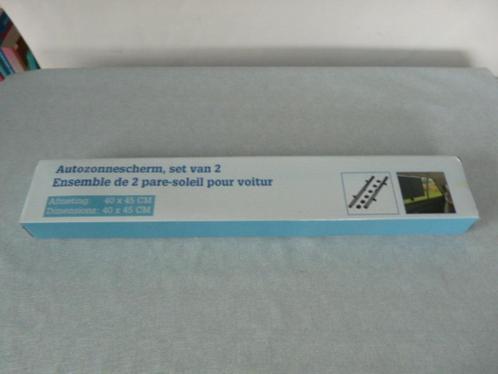 Autozonnescherm, set van 2
Ensemble de 2 pare-soleil pour voitur
Afmeting: 40 x 45 CM
Dimensions: 40 x 45 CM